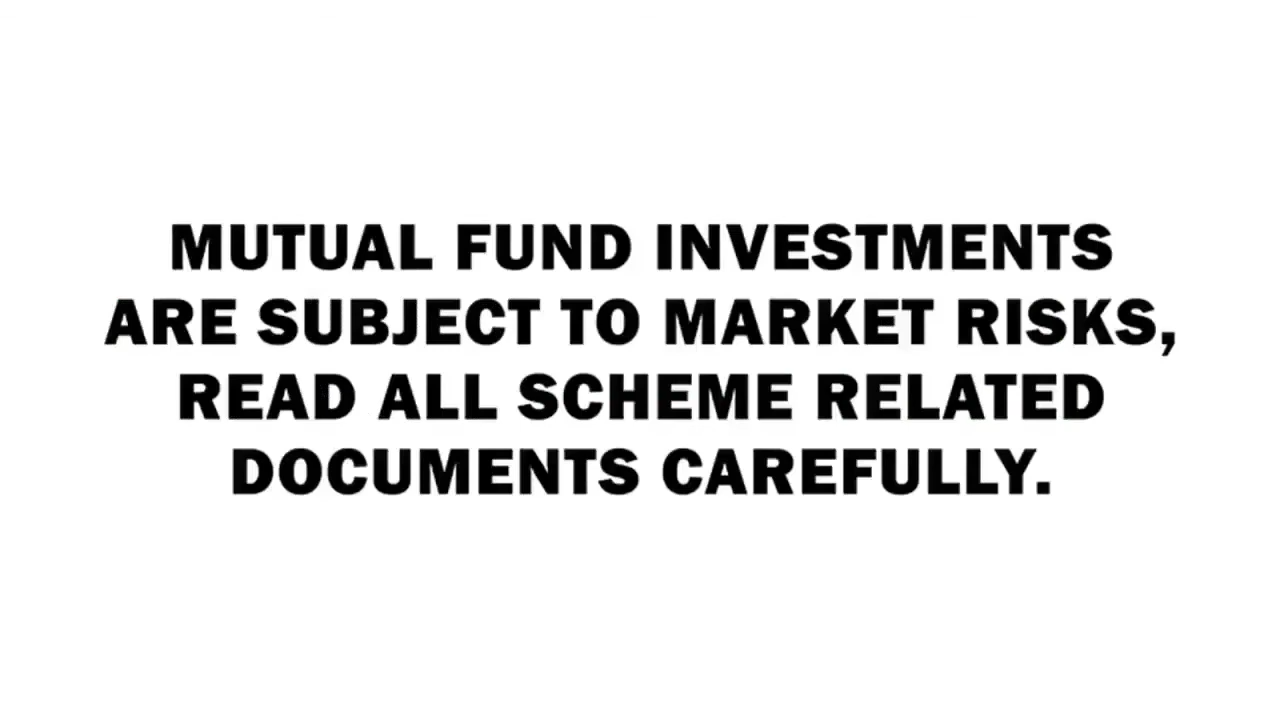 MUTUAL FUND INVESTMENTS
ARE SUBJECT TO MARKET RISKS,
READ ALL SCHEME RELATED
DOCUMENTS CAREFULLY.